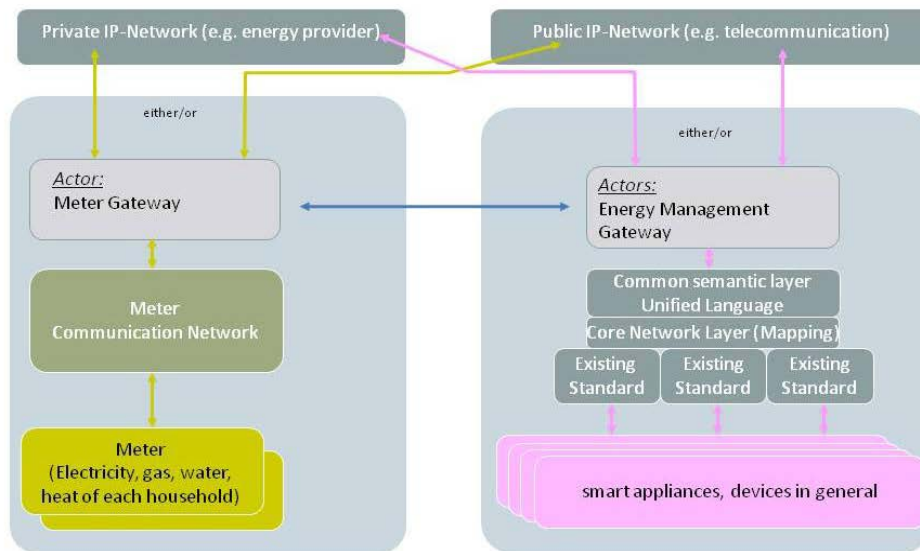 Private IP-Network (e.g. energy provider)
Public IP-Network (e.g. telecommunication)
either/or
Actor:
Meter Gateway
Meter
Communication Network
Meter
(Electricity, gas, water,
heat of each household)
either/or
Actors:
Energy Management
Gateway
Common semantic layer
Unified Language
Core Network Layer (Mapping)
Existing
Standard
Existing
Standard
Existing
Standard
smart appliances, devices in general